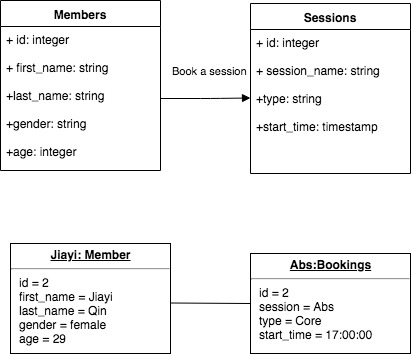 Members
+ id: integer
+ first_name: string
+last_name: string
+gender: string
+age: integer
Book a session
Sessions
+ id: integer
+ session_name: string
+type: string
+start_time: timestamp
Jiayi: Member
id = 2
first_name = Jiayi
last_name = Qin
gender = female
age = 29
Abs:Bookings
id = 2
session = Abs
type = Core
start_time = 17:00:00